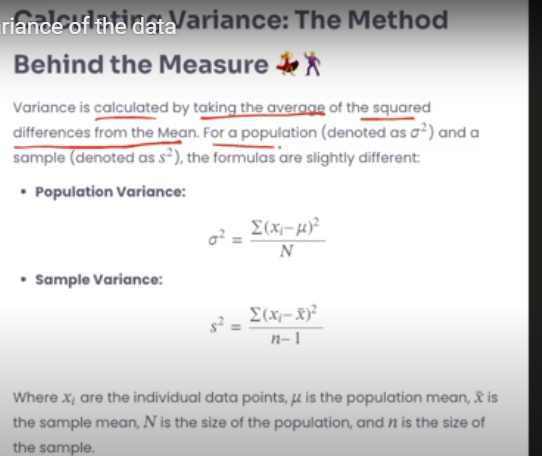 Calculating Variance: The Method
riance of the data
Behind the Measure 💃🕺
Variance is calculated by taking the average of the squared
differences from the Mean. For a population (denoted as σ²) and a
sample (denoted as s²), the formulas are slightly different:
• Population Variance:
σ² = Σ(xᵢ−μ)² / N
• Sample Variance:
s² = Σ(xᵢ−x̄)² / n−1
Where xᵢ are the individual data points, μ is the population mean, x̄ is
the sample mean, N is the size of the population, and n is the size of
the sample.